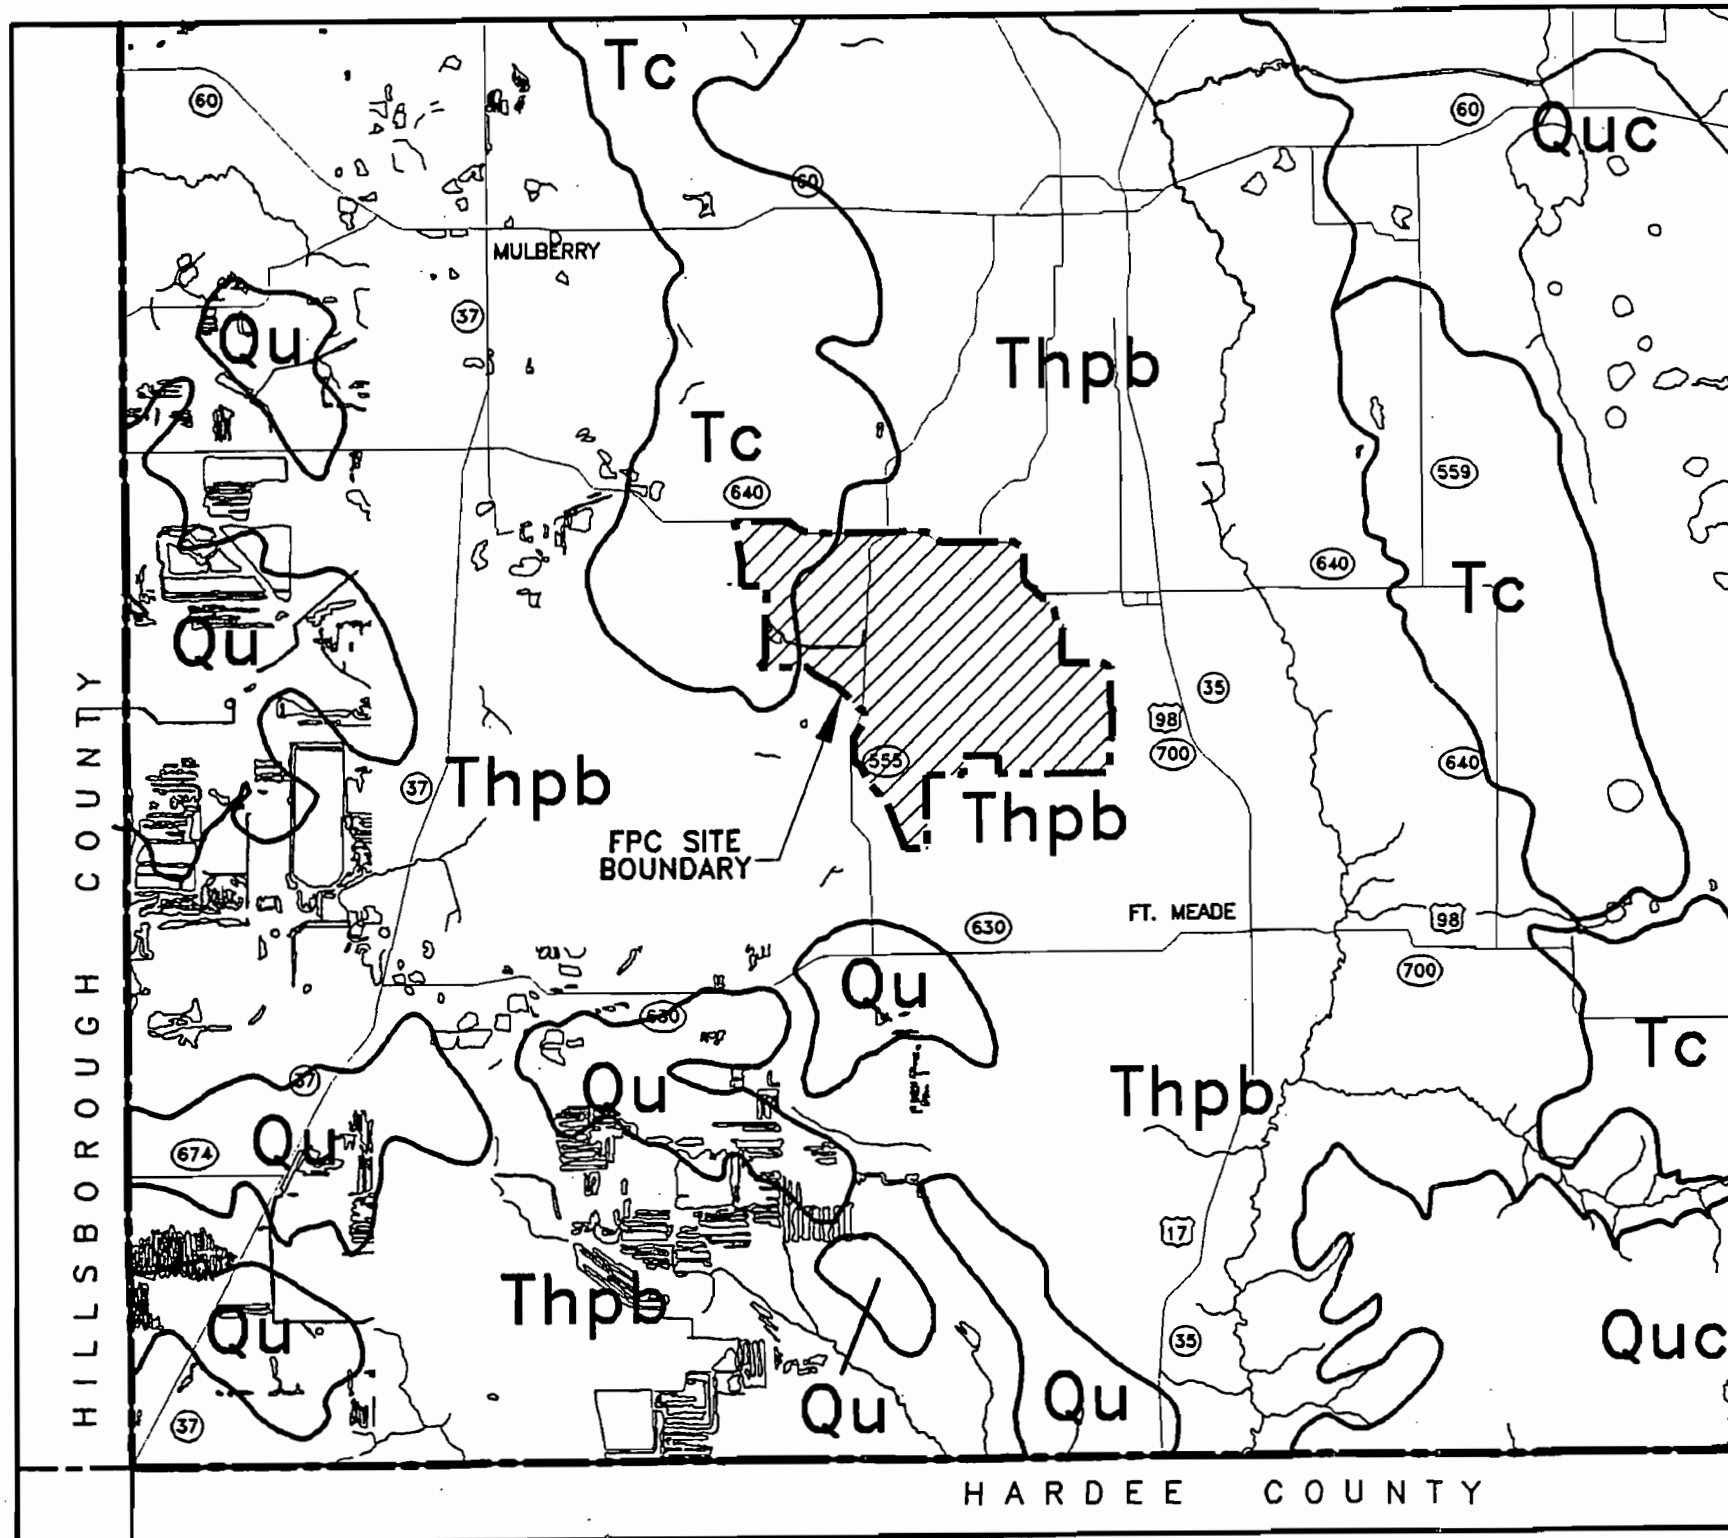 Tc
60
60
Quc
60
MULBERRY
37
Qu
Thpb
Tc
640
559
640
Tc
Qu
35
98
700
555
640
37
Thpb
Thpb
FPC SITE
BOUNDARY
FT. MEADE
98
630
700
Qu
630
Tc
37
Qu
Thpb
Qu
674
17
Thpb
Qu
35
Quc
Qu
Qu
37
HILLSBOROUGH COUNTY
HARDEE COUNTY